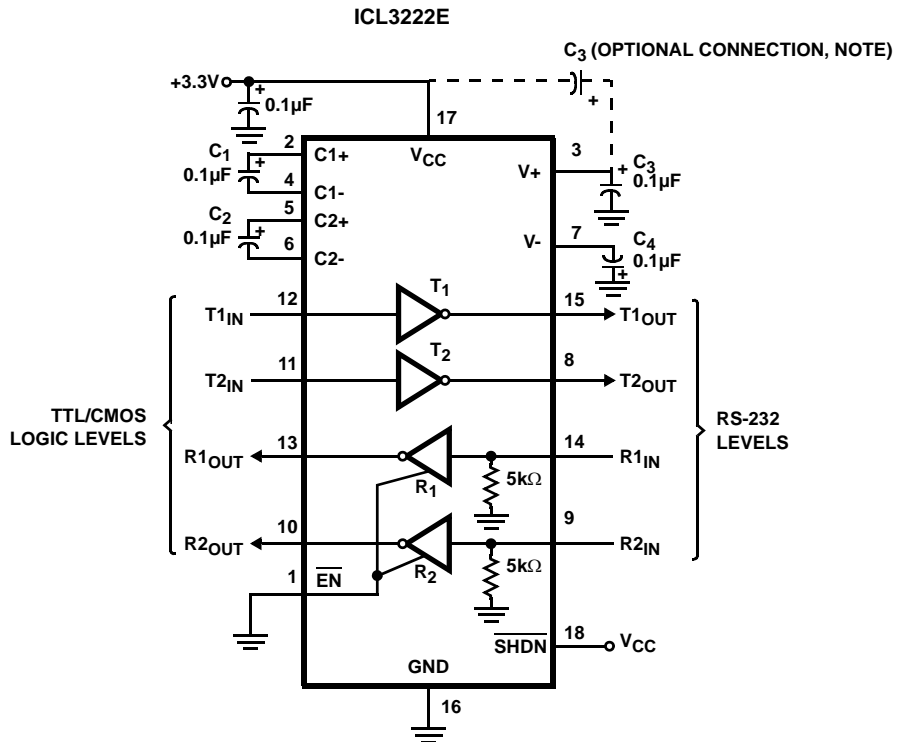 ICL3222E
C3 (OPTIONAL CONNECTION, NOTE)
+3.3V
+
0.1µF
17
+
2
C1+
VCC
3
C1
0.1µF
+
4
C1-
V+
+
C3
0.1µF
5
C2
0.1µF
+
C2+
6
C2-
7
V-
C4
0.1µF
+
T1
12
15
T1IN
T1OUT
T2
11
8
T2IN
T2OUT
TTL/CMOS
LOGIC LEVELS
RS-232
LEVELS
13
14
R1OUT
R1IN
R1
5kΩ
10
9
R2OUT
R2IN
R2
5kΩ
1
EN
18
SHDN
VCC
GND
16